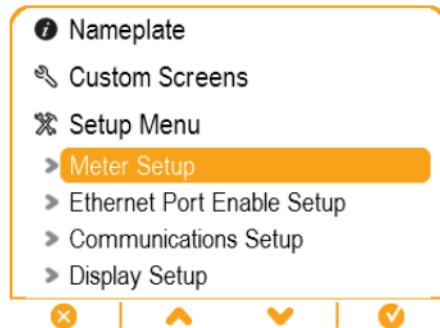 Nameplate
Custom Screens
Setup Menu
Meter Setup
Ethernet Port Enable Setup
Communications Setup
Display Setup